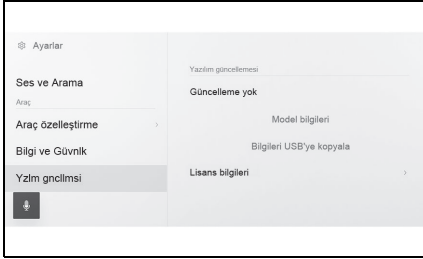 Ayarlar
Ses ve Arama
Araç
Araç özelleştirme
Bilgi ve Güvnlk
Yzlm gncllmsi
Yazılım güncellemesi
Güncelleme yok
Model bilgileri
Bilgileri USB'ye kopyala
Lisans bilgileri